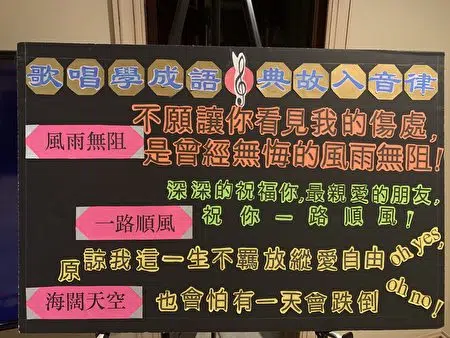 歌唱學成語 典故入音律
風雨無阻
不願讓你看見我的傷處,
是曾經無悔的風雨無阻!
一路順風
深深的祝福你,最親愛的朋友,
祝你一路順風!
海闊天空
原諒我這一生不羈放縱愛自由oh yes,
也會怕有一天會跌倒oh no!